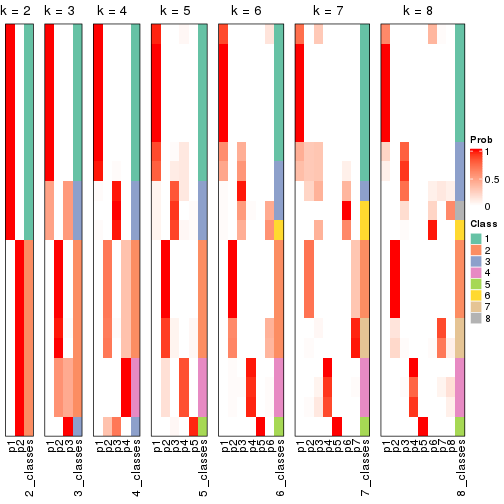 k = 2 k = 3 k = 4 k = 5 k = 6 k = 7 k = 8
Prob
1
0.5
0
Class
1
2
3
4
5
6
7
8
p1 p2 2_classes
p1 p2 p3 3_classes
p1 p2 p3 p4 4_classes
p1 p2 p3 p4 p5 5_classes
p1 p2 p3 p4 p5 p6 6_classes
p1 p2 p3 p4 p5 p6 p7 7_classes
p1 p2 p3 p4 p5 p6 p7 p8 8_classes